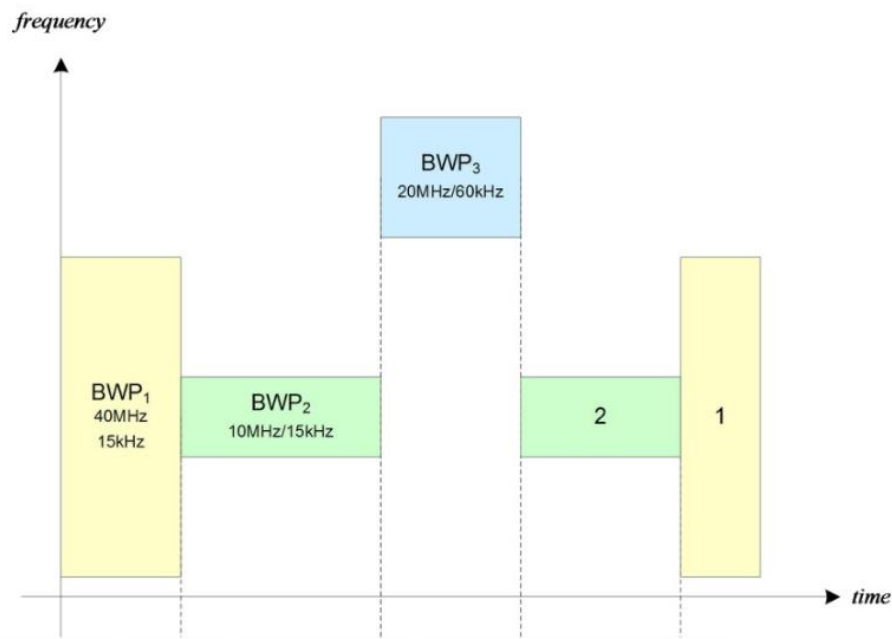 frequency
BWP₃
20MHz/60kHz
BWP₁
40MHz
15kHz
BWP₂
10MHz/15kHz
2
1
time